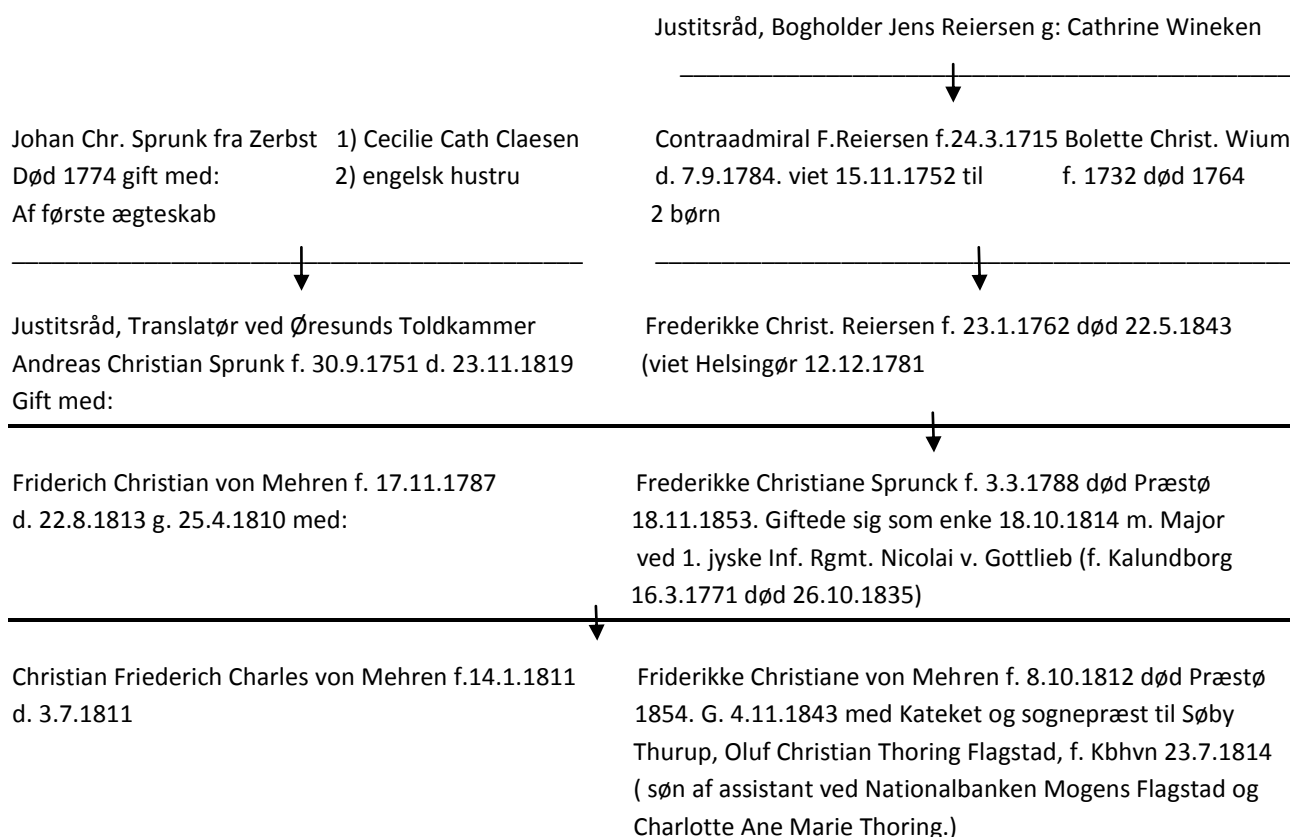 Justitsråd, Bogholder Jens Reiersen g: Cathrine Wineken
Johan Chr. Sprunk fra Zerbst 1) Cecilie Cath Claesen
Død 1774 gift med: 2) engelsk hustru
Af første ægteskab
Contraadmiral F.Reiersen f.24.3.1715 Bolette Christ. Wium
d. 7.9.1784. viet 15.11.1752 til f. 1732 død 1764
2 børn
Justitsråd, Translatør ved Øresunds Toldkammer
Andreas Christian Sprunk f. 30.9.1751 d. 23.11.1819
Gift med:
Frederikke Christ. Reiersen f. 23.1.1762 død 22.5.1843
(viet Helsingør 12.12.1781
Friderich Christian von Mehren f. 17.11.1787
d. 22.8.1813 g. 25.4.1810 med:
Frederikke Christiane Sprunck f. 3.3.1788 død Præstø
18.11.1853. Giftede sig som enke 18.10.1814 m. Major
ved 1. jyske Inf. Rgmt. Nicolai v. Gottlieb (f. Kalundborg
16.3.1771 død 26.10.1835)
Christian Friederich Charles von Mehren f.14.1.1811
d. 3.7.1811
Friderikke Christiane von Mehren f. 8.10.1812 død Præstø
1854. G. 4.11.1843 med Kateket og sognepræst til Søby
Thurup, Oluf Christian Thoring Flagstad, f. Kbhvn 23.7.1814
( søn af assistant ved Nationalbanken Mogens Flagstad og
Charlotte Ane Marie Thoring.)